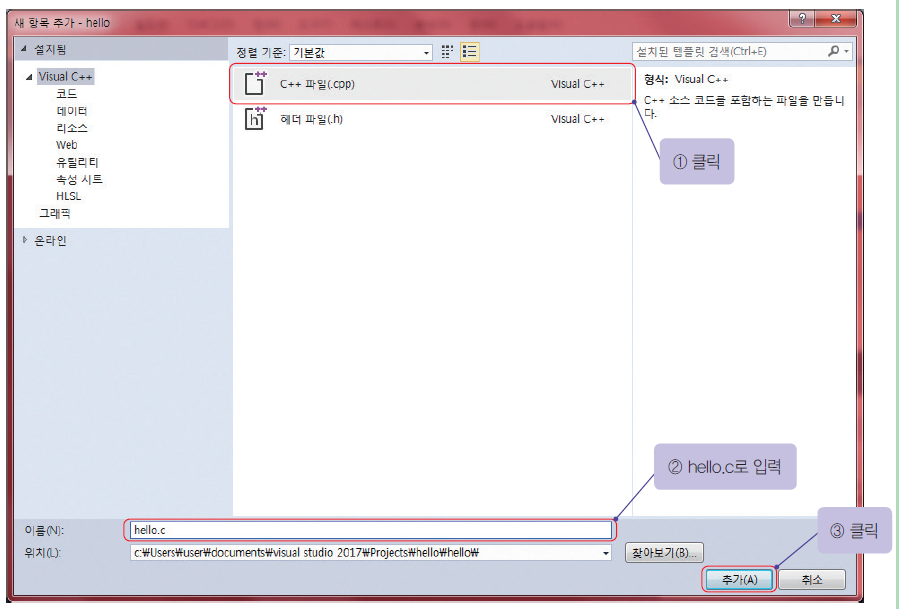 새 항목 추가 - hello
설치됨
정렬 기준: 기본값
설치된 템플릿 검색(Ctrl+E)
Visual C++
코드
데이터
리소스
Web
유틸리티
속성 시트
HLSL
그래픽
온라인
C++ 파일(.cpp) Visual C++
헤더 파일(.h) Visual C++
형식: Visual C++
C++ 소스 코드를 포함하는 파일을 만듭니
다.
① 클릭
② hello.c로 입력
이름(N): hello.c
위치(L): c:₩Users₩user₩documents₩visual studio 2017₩Projects₩hello₩hello₩
찾아보기(B)...
③ 클릭
추가(A) 취소